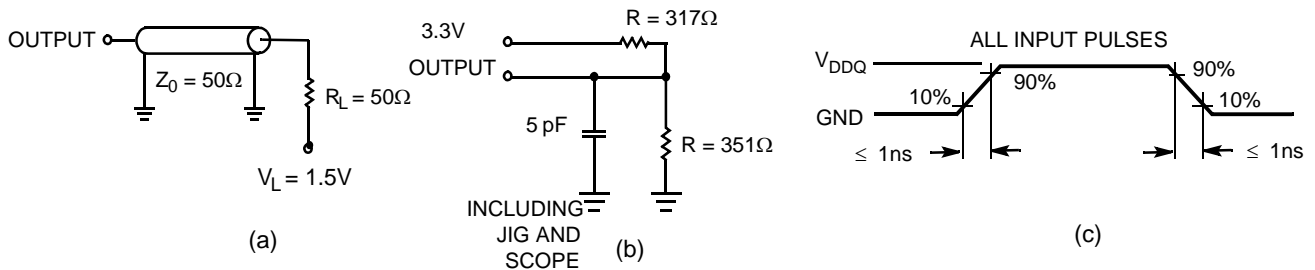 OUTPUT
Z0 = 50Ω
RL = 50Ω
VL = 1.5V
(a)
3.3V
R = 317Ω
OUTPUT
5 pF
R = 351Ω
INCLUDING
JIG AND
SCOPE
(b)
ALL INPUT PULSES
VDDQ
GND
10%
90%
90%
10%
≤ 1ns
≤ 1ns
(c)